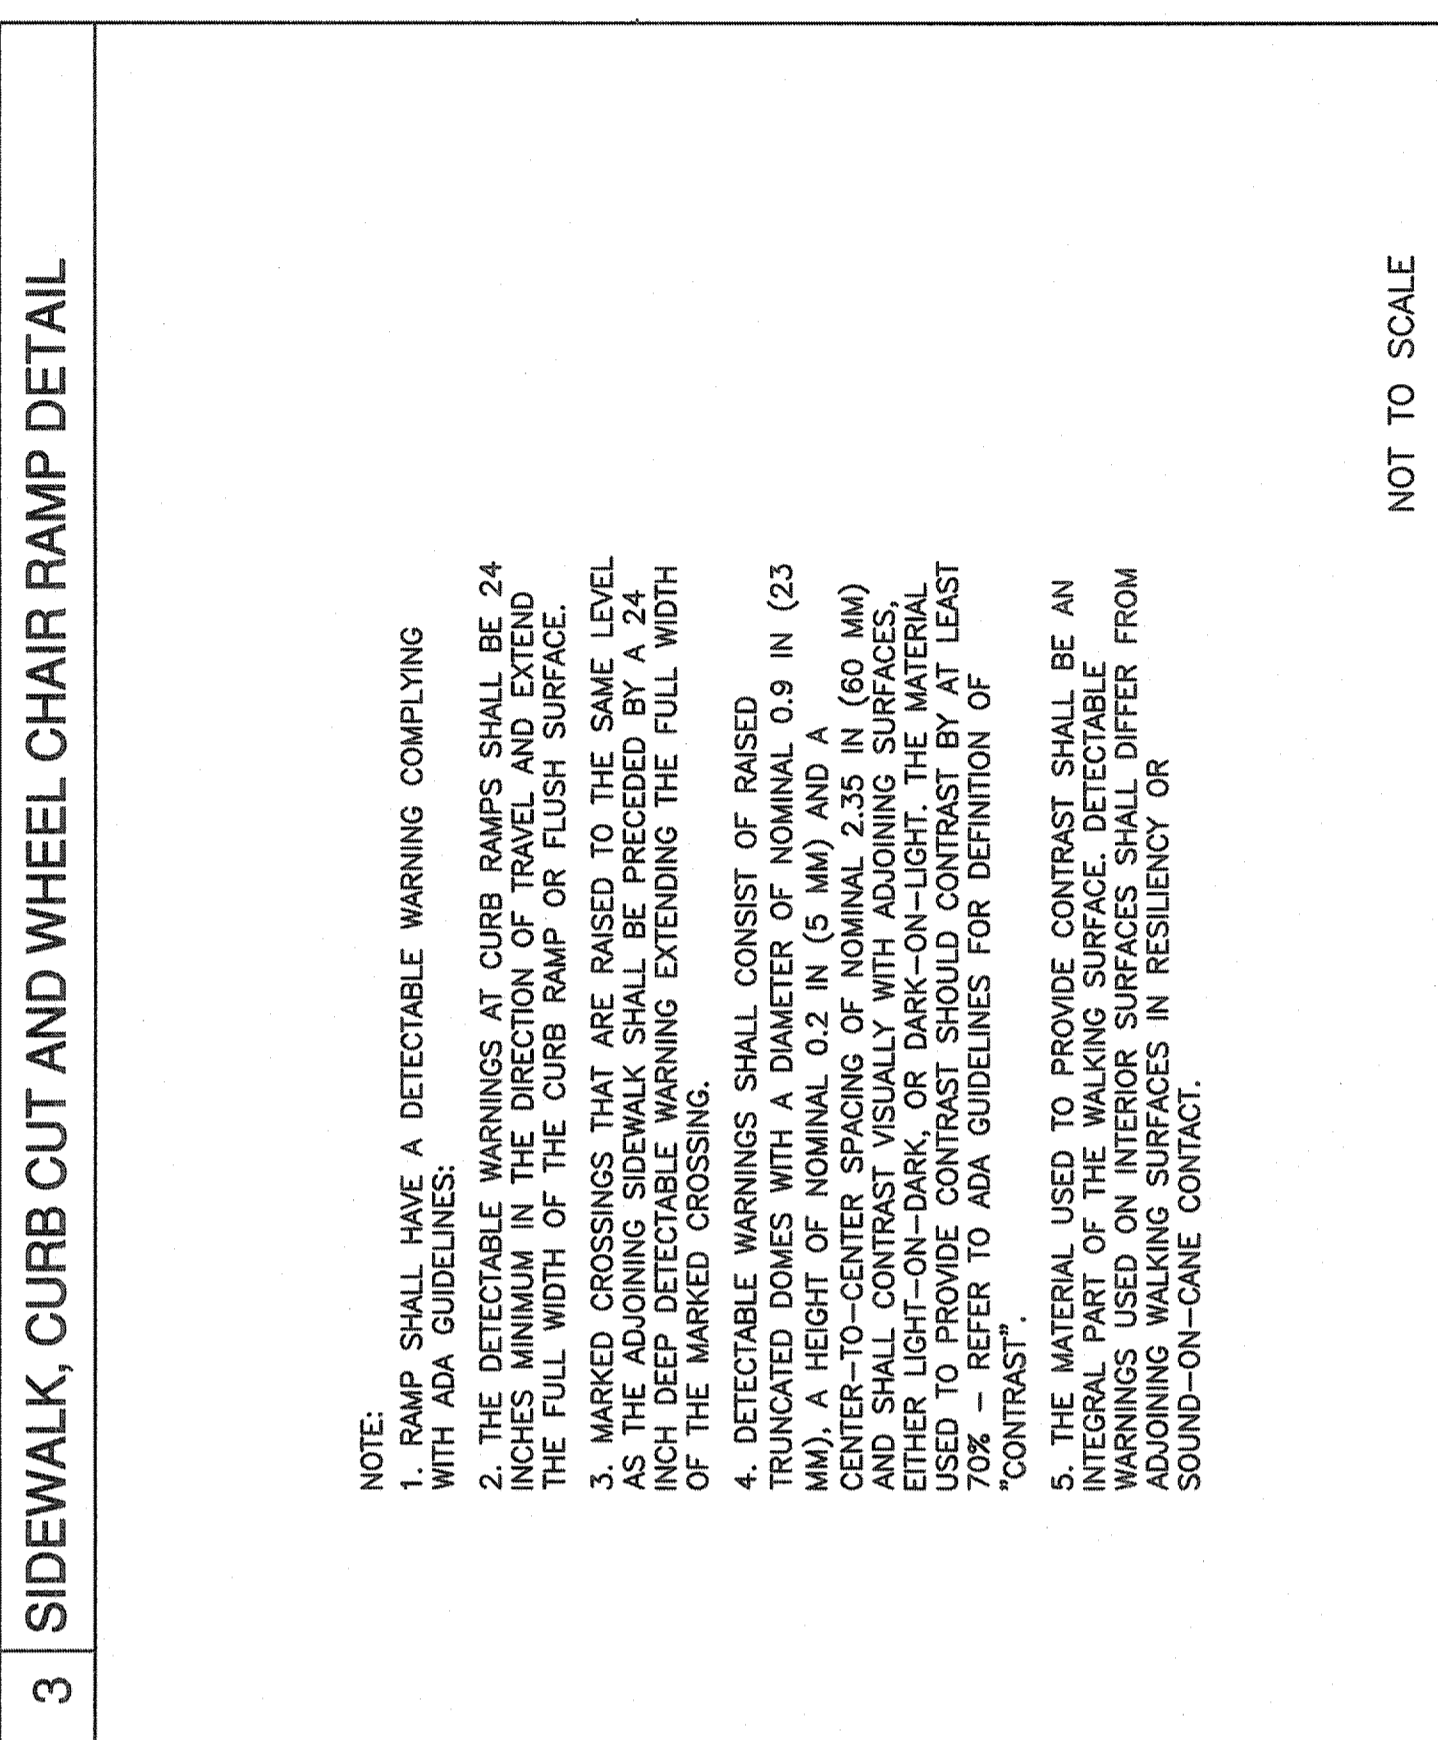 3 SIDEWALK, CURB CUT AND WHEEL CHAIR RAMP DETAIL
NOTE:
1. RAMP SHALL HAVE A DETECTABLE WARNING COMPLYING
WITH ADA GUIDELINES:
2. THE DETECTABLE WARNINGS AT CURB RAMPS SHALL BE 24
INCHES MINIMUM IN THE DIRECTION OF TRAVEL AND EXTEND
THE FULL WIDTH OF THE CURB RAMP OR FLUSH SURFACE.
3. MARKED CROSSINGS THAT ARE RAISED TO THE SAME LEVEL
AS THE ADJOINING SIDEWALK SHALL BE PRECEDED BY A 24
INCH DEEP DETECTABLE WARNING EXTENDING THE FULL WIDTH
OF THE MARKED CROSSING.
4. DETECTABLE WARNINGS SHALL CONSIST OF RAISED
TRUNCATED DOMES WITH A DIAMETER OF NOMINAL 0.9 IN (23
MM), A HEIGHT OF NOMINAL 0.2 IN (5 MM) AND A
CENTER-TO-CENTER SPACING OF NOMINAL 2.35 IN (60 MM)
AND SHALL CONTRAST VISUALLY WITH ADJOINING SURFACES,
EITHER LIGHT-ON-DARK, OR DARK-ON-LIGHT. THE MATERIAL
USED TO PROVIDE CONTRAST SHOULD CONTRAST BY AT LEAST
70% - REFER TO ADA GUIDELINES FOR DEFINITION OF
"CONTRAST".
5. THE MATERIAL USED TO PROVIDE CONTRAST SHALL BE AN
INTEGRAL PART OF THE WALKING SURFACE. DETECTABLE
WARNINGS USED ON INTERIOR SURFACES SHALL DIFFER FROM
ADJOINING WALKING SURFACES IN RESILIENCY OR
SOUND-ON-CANE CONTACT.
NOT TO SCALE